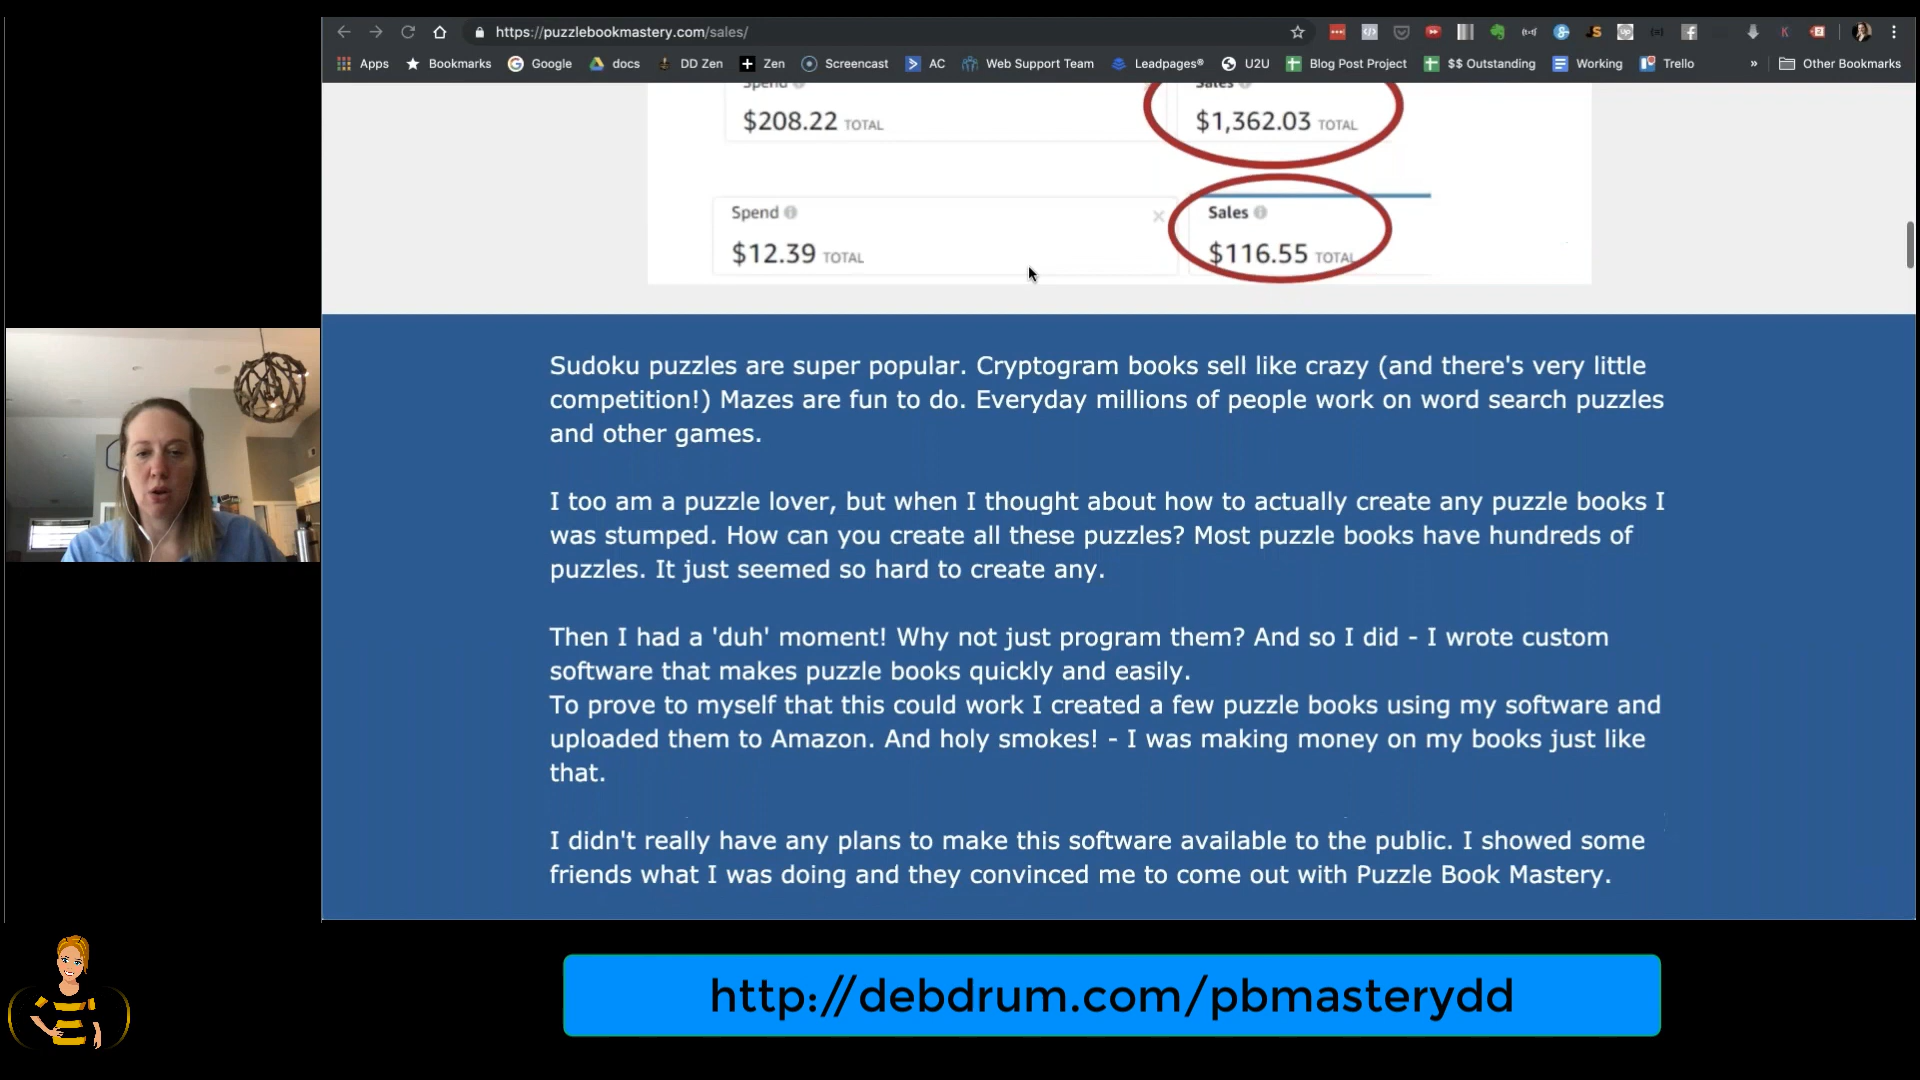 https://puzzlebookmastery.com/sales/
Apps Bookmarks Google docs DD Zen Zen Screencast AC Web Support Team Leadpages® U2U Blog Post Project $$ Outstanding Working Trello » Other Bookmarks
Spend Sales
$208.22 TOTAL $1,362.03 TOTAL
Spend Sales
$12.39 TOTAL $116.55 TOTAL
Sudoku puzzles are super popular. Cryptogram books sell like crazy (and there's very little
competition!) Mazes are fun to do. Everyday millions of people work on word search puzzles
and other games.
I too am a puzzle lover, but when I thought about how to actually create any puzzle books I
was stumped. How can you create all these puzzles? Most puzzle books have hundreds of
puzzles. It just seemed so hard to create any.
Then I had a 'duh' moment! Why not just program them? And so I did - I wrote custom
software that makes puzzle books quickly and easily.
To prove to myself that this could work I created a few puzzle books using my software and
uploaded them to Amazon. And holy smokes! - I was making money on my books just like
that.
I didn't really have any plans to make this software available to the public. I showed some
friends what I was doing and they convinced me to come out with Puzzle Book Mastery.
http://debdrum.com/pbmasterydd